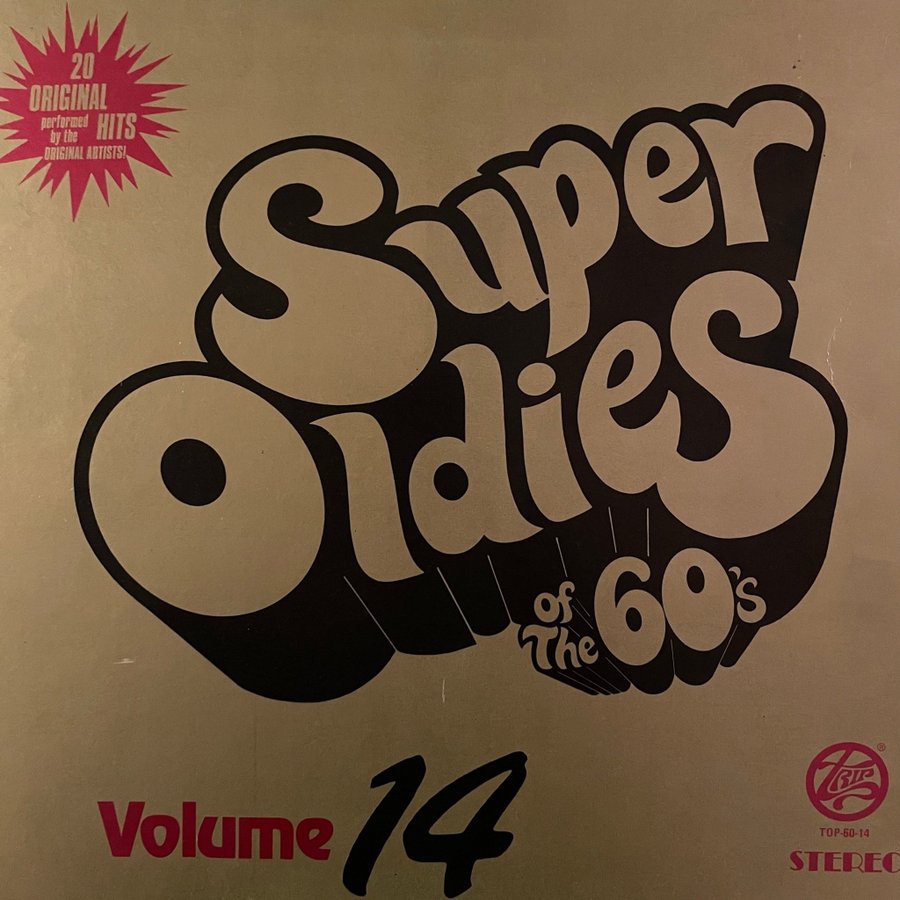 20
ORIGINAL
performed HITS
by the
ORIGINAL ARTISTS!
Super
Oldies
of
The 60's
Volume 14
TRIP®
TOP-60-14
STEREO